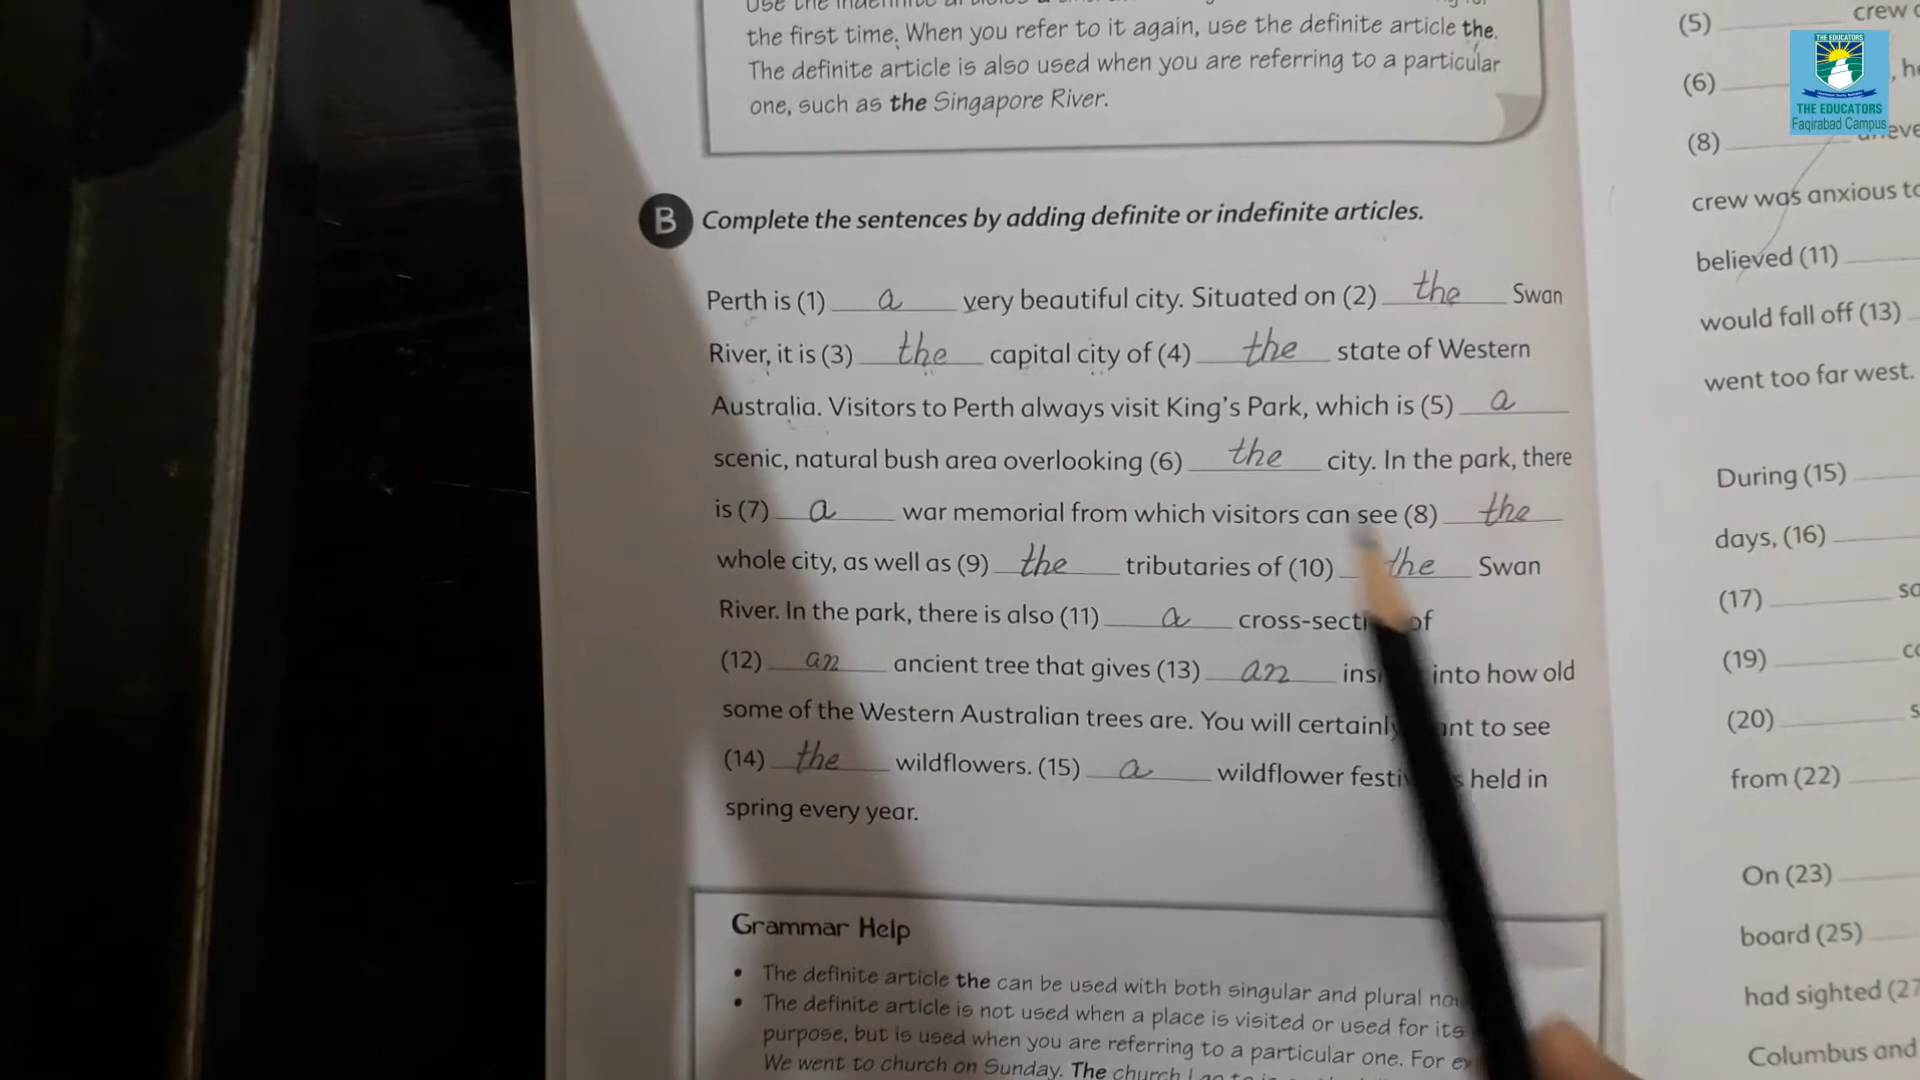 the first time. When you refer to it again, use the definite article the.
The definite article is also used when you are referring to a particular
one, such as the Singapore River.
B Complete the sentences by adding definite or indefinite articles.
Perth is (1) a very beautiful city. Situated on (2) the Swan
River, it is (3) the capital city of (4) the state of Western
Australia. Visitors to Perth always visit King's Park, which is (5) a
scenic, natural bush area overlooking (6) the city. In the park, there
is (7) a war memorial from which visitors can see (8) the
whole city, as well as (9) the tributaries of (10) the Swan
River. In the park, there is also (11) a cross-secti of
(12) an ancient tree that gives (13) an into how old
some of the Western Australian trees are. You will certainly to see
(14) the wildflowers. (15) a wildflower held in
spring every year.
Grammar Help
• The definite article the can be used with both singular and plural
• The definite article is not used when a place is visited or used for its
purpose, but is used when you are referring to a particular one. For
We went to church on Sunday. The church I
(5) crew
(6)
(8)
crew was anxious to
believed (11)
would fall off (13)
went too far west.
During (15)
days, (16)
(17)
(19)
(20)
from (22)
On (23)
board (25)
had sighted (27
Columbus and
THE EDUCATORS
THE EDUCATORS
Faqirabad Campus